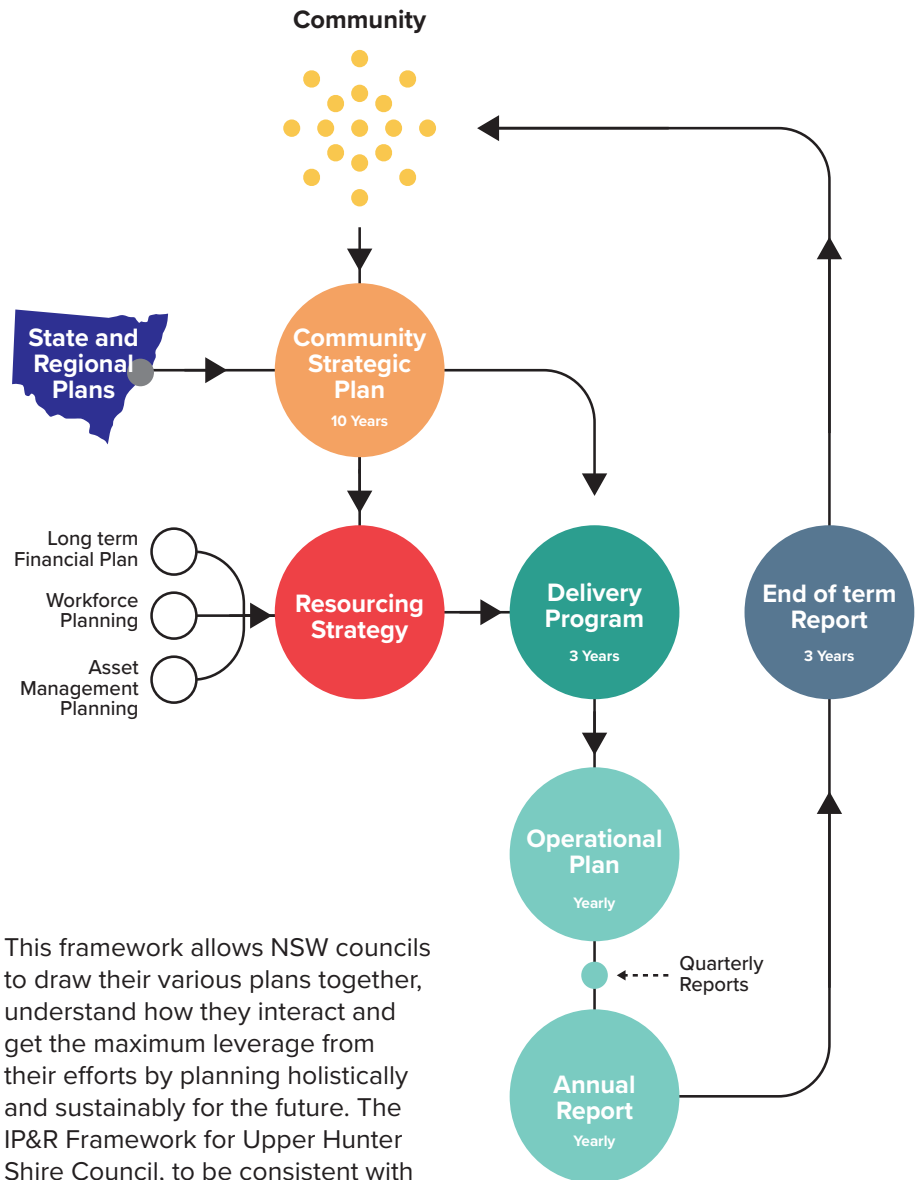 Community
State and
Regional
Plans
Community
Strategic
Plan
10 Years
Long term
Financial Plan
Workforce
Planning
Asset
Management
Planning
Resourcing
Strategy
Delivery
Program
3 Years
End of term
Report
3 Years
Operational
Plan
Yearly
Quarterly
Reports
Annual
Report
Yearly
This framework allows NSW councils
to draw their various plans together,
understand how they interact and
get the maximum leverage from
their efforts by planning holistically
and sustainably for the future. The
IP&R Framework for Upper Hunter
Shire Council, to be consistent with